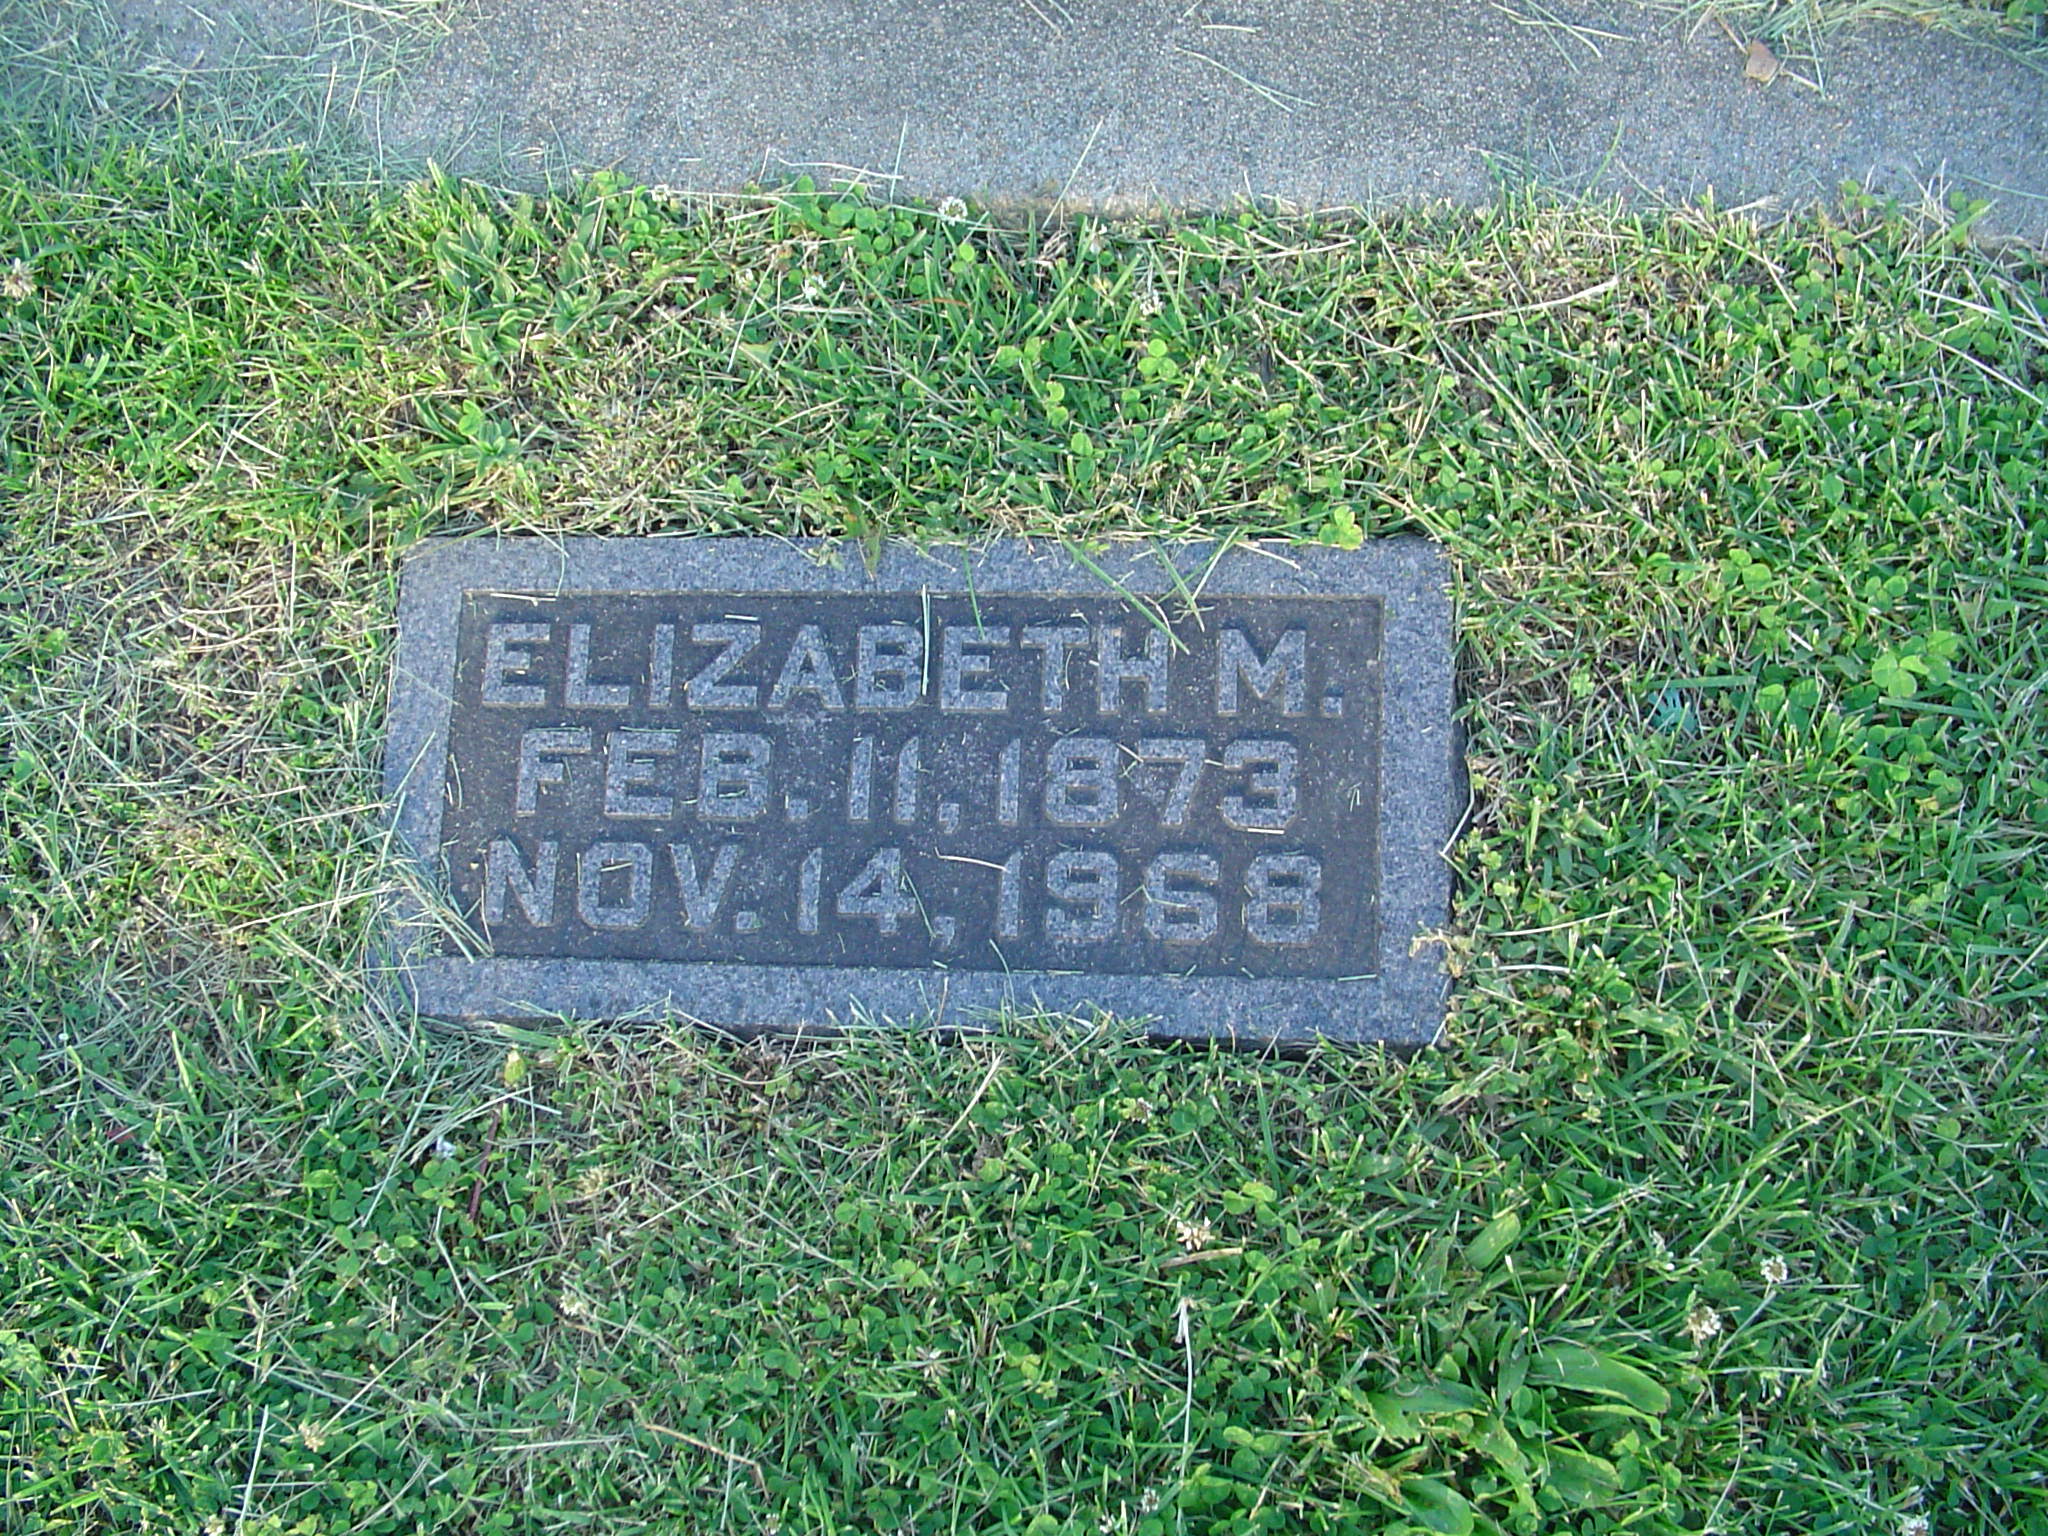 ELIZABETH M.
FEB. 11, 1873
NOV. 14, 1968